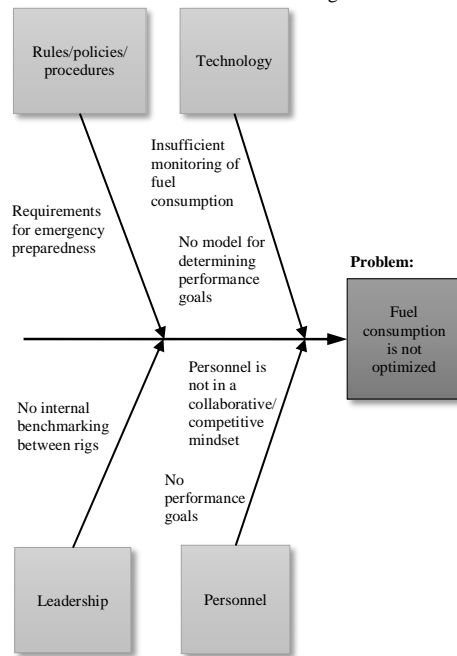 Rules/policies/
procedures
Technology
Insufficient
monitoring of
fuel
consumption
Requirements
for emergency
preparedness
No model for
determining
performance
goals
Problem:
Fuel
consumption
is not
optimized
Personnel is
not in a
collaborative/
competitive
mindset
No internal
benchmarking
between rigs
No
performance
goals
Leadership
Personnel